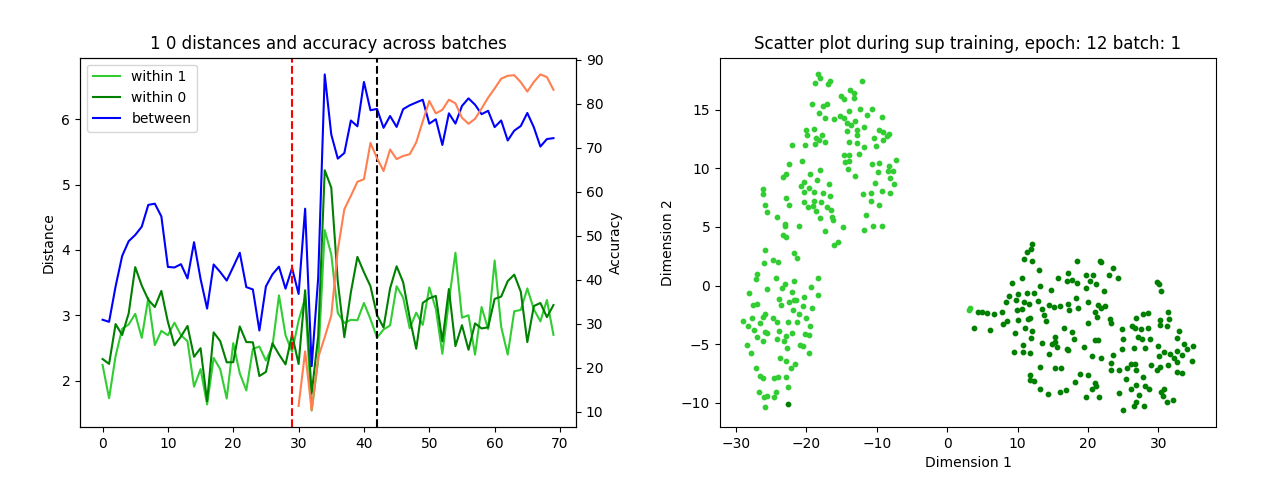 1 0 distances and accuracy across batches
within 1
within 0
between
Distance
6
5
4
3
2
0 10 20 30 40 50 60 70
90
80
70
60
50
40
30
20
10
Accuracy
Scatter plot during sup training, epoch: 12 batch: 1
Dimension 2
15
10
5
0
−5
−10
−30 −20 −10 0 10 20 30
Dimension 1